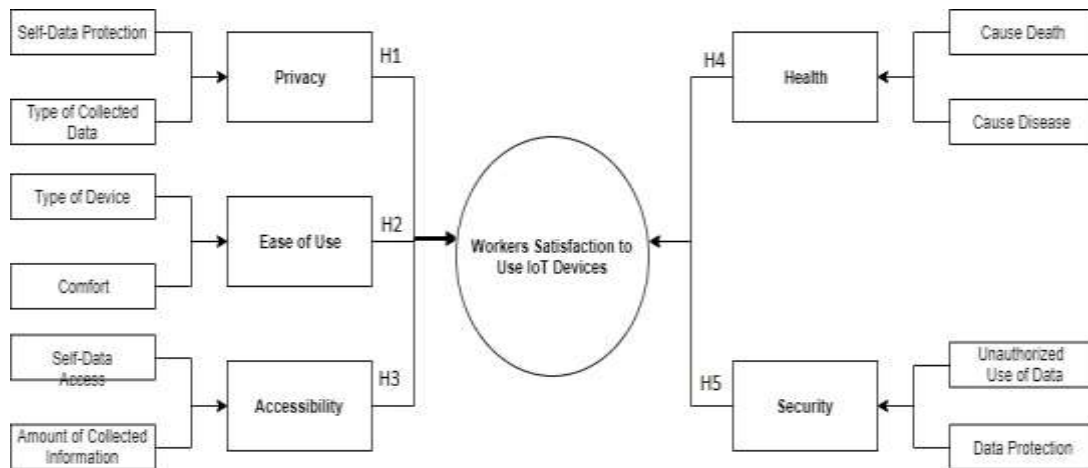 Self-Data Protection
Type of Collected
Data
Privacy
H1
Type of Device
Comfort
Ease of Use
H2
Self-Data
Access
Amount of Collected
Information
Accessibility
H3
Workers Satisfaction to
Use IoT Devices
H4
Health
Cause Death
Cause Disease
H5
Security
Unauthorized
Use of Data
Data Protection